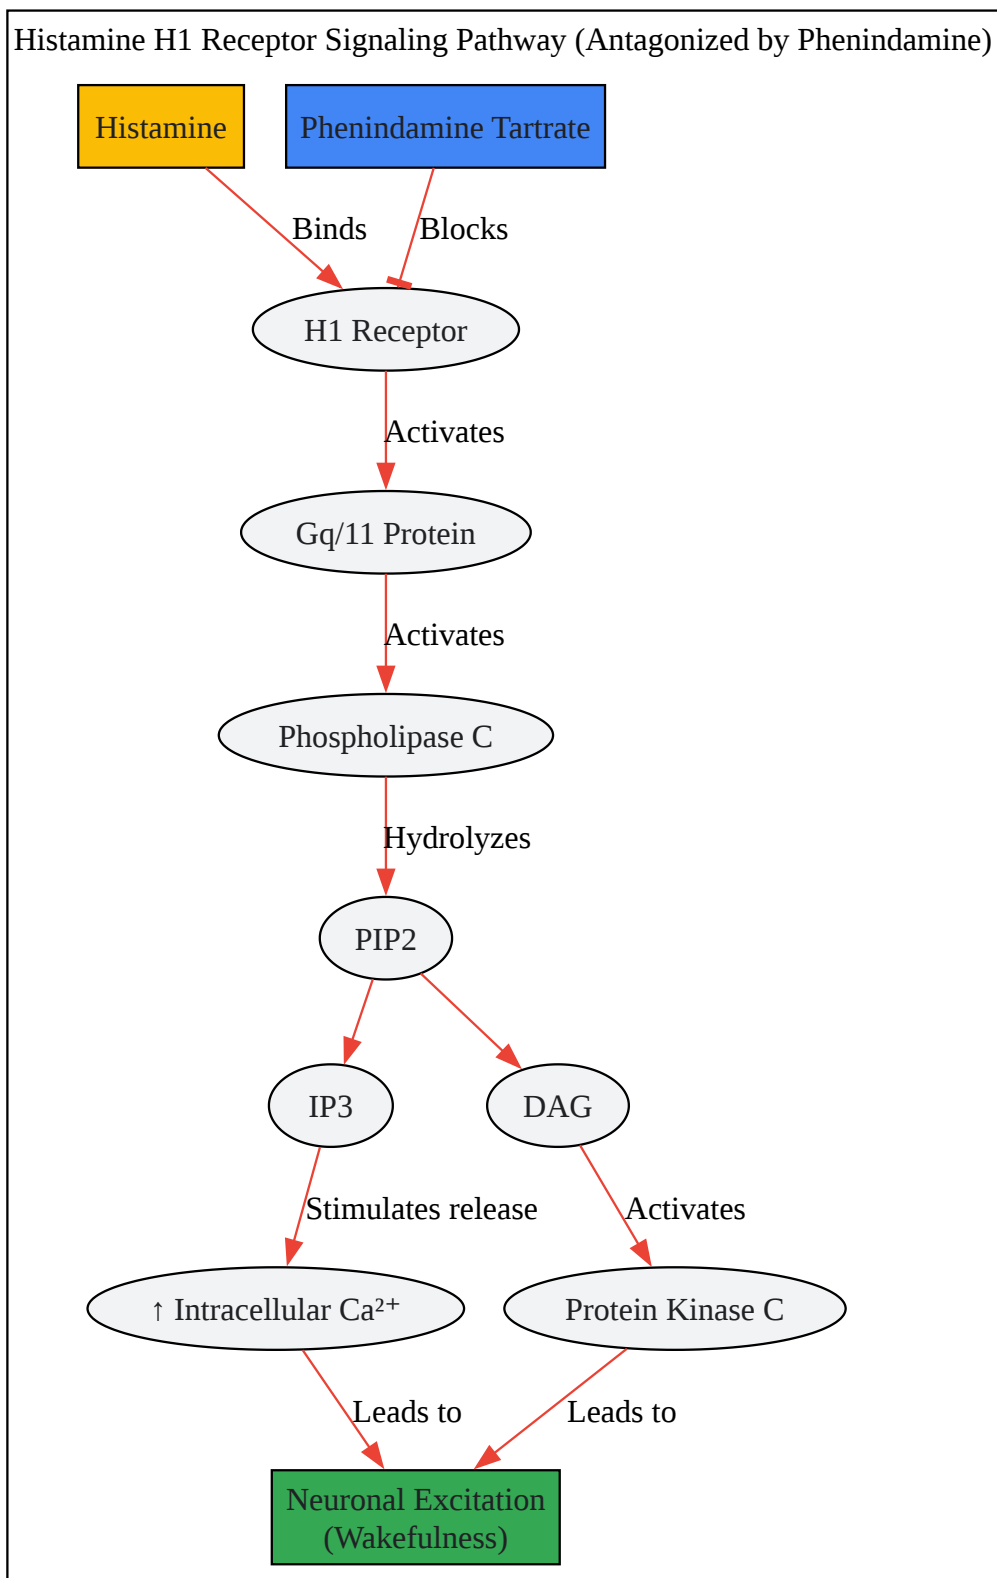 Histamine H1 Receptor Signaling Pathway (Antagonized by Phenindamine)
Histamine
Phenindamine Tartrate
Binds
Blocks
H1 Receptor
Activates
Gq/11 Protein
Activates
Phospholipase C
Hydrolyzes
PIP2
IP3
DAG
Stimulates release
Activates
↑ Intracellular Ca²⁺
Protein Kinase C
Leads to
Leads to
Neuronal Excitation
(Wakefulness)